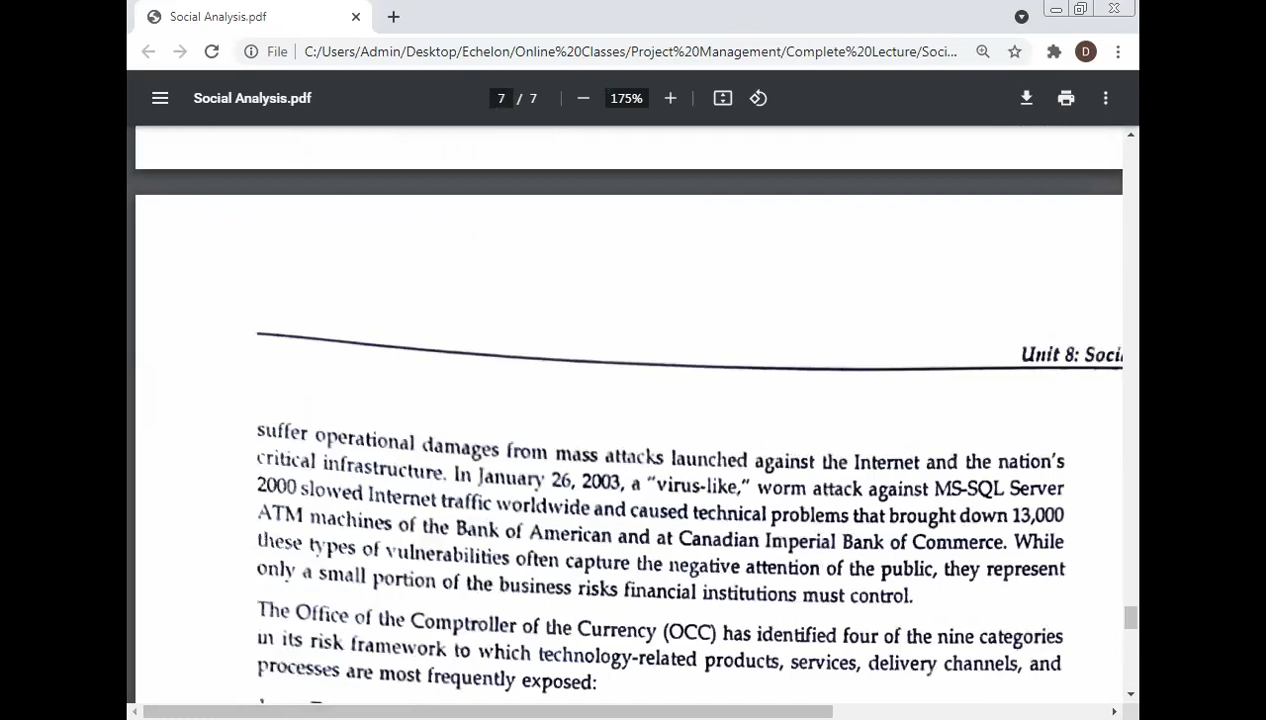 Social Analysis.pdf
File
C:/Users/Admin/Desktop/Echelon/Online%20Classes/Project%20Management/Complete%20Lecture/Soci...
D
Social Analysis.pdf
7 / 7
175%
Unit 8: Soci
suffer operational damages from mass attacks launched against the Internet and the nation's
critical infrastructure. In January 26, 2003, a "virus-like," worm attack against MS-SQL Server
2000 slowed Internet traffic worldwide and caused technical problems that brought down 13,000
ATM machines of the Bank of American and at Canadian Imperial Bank of Commerce. While
these types of vulnerabilities often capture the negative attention of the public, they represent
only a small portion of the business risks financial institutions must control.
The Office of the Comptroller of the Currency (OCC) has identified four of the nine categories
in its risk framework to which technology-related products, services, delivery channels, and
processes are most frequently exposed: